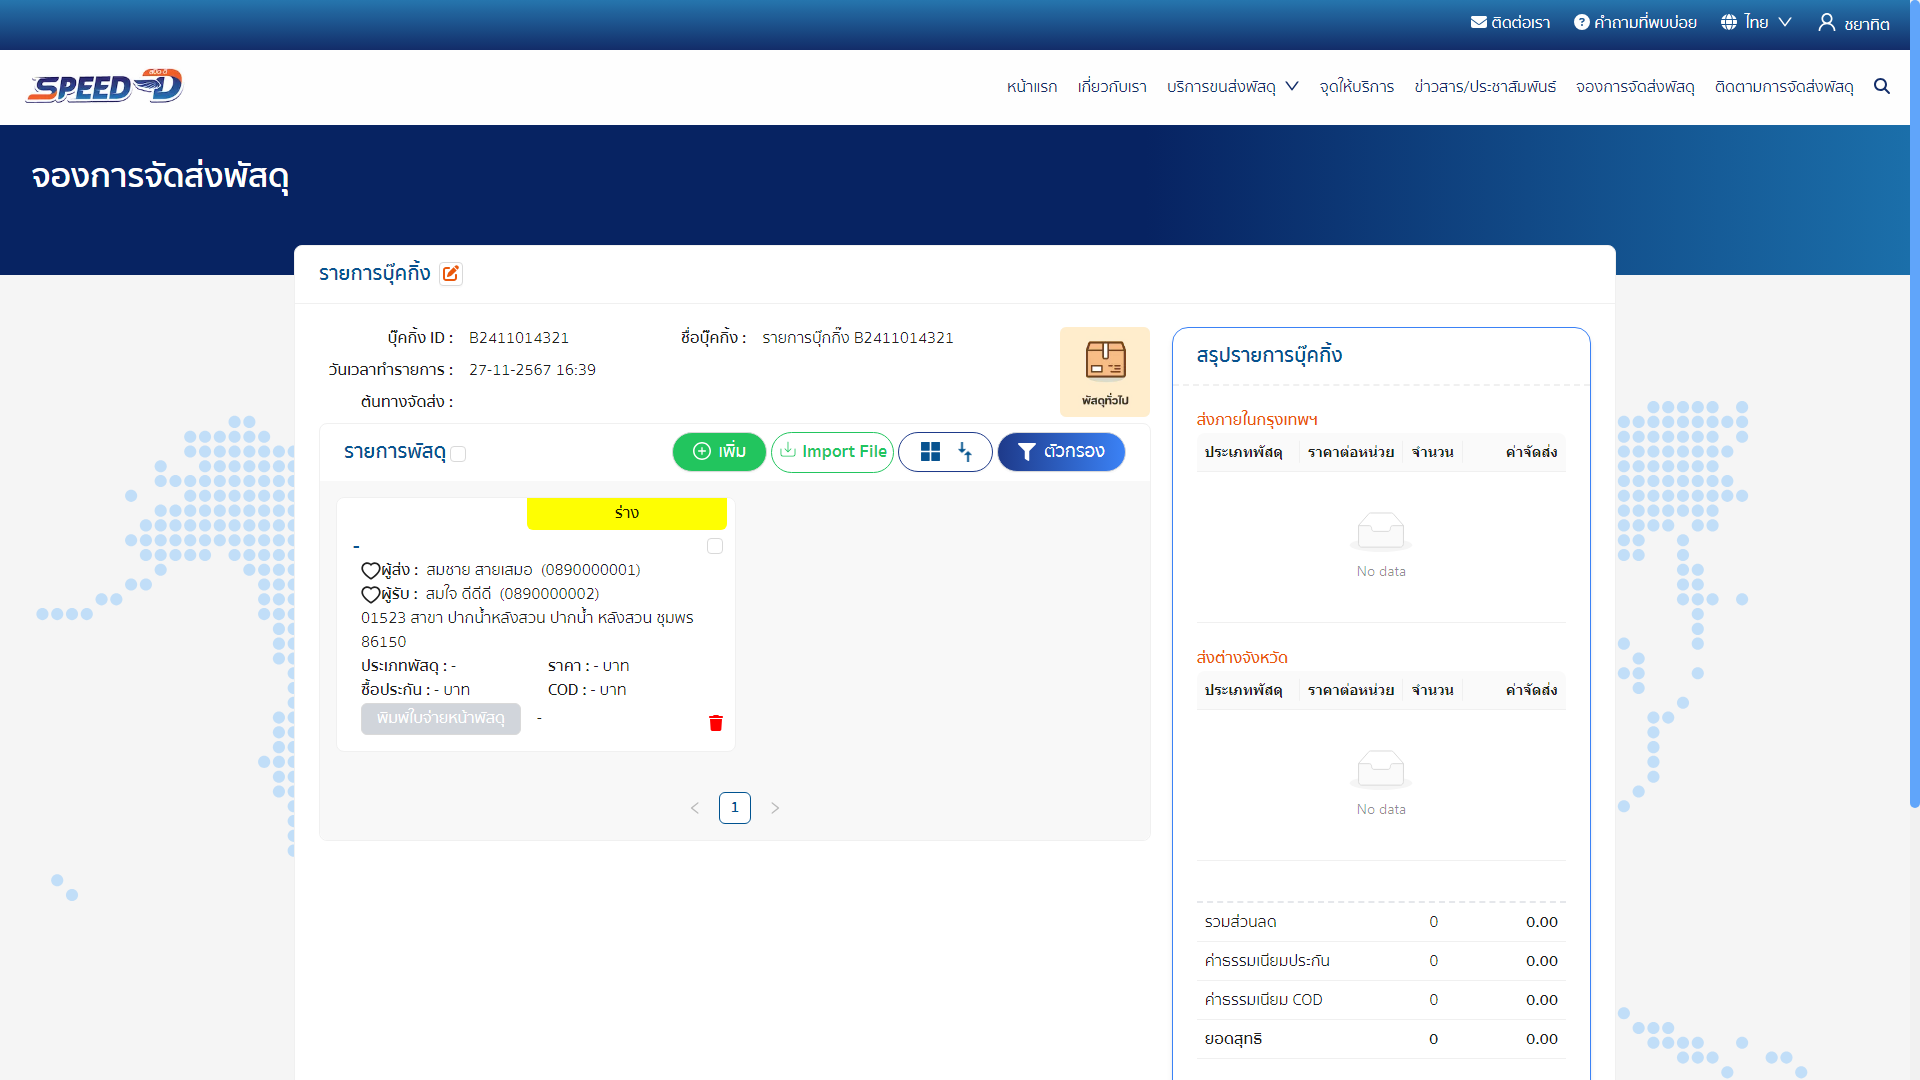 ติดต่อเรา คำถามที่พบบ่อย ไทย ชยาทิต
สปีด-ดี
SPEED-D
หน้าแรก เกี่ยวกับเรา บริการขนส่งพัสดุ จุดให้บริการ ข่าวสาร/ประชาสัมพันธ์ จองการจัดส่งพัสดุ ติดตามการจัดส่งพัสดุ
จองการจัดส่งพัสดุ
รายการบุ๊คกิ้ง
บุ๊คกิ้ง ID : B2411014321 ชื่อบุ๊คกิ้ง : รายการบุ๊กกิ๊ง B2411014321
วันเวลาทำรายการ : 27-11-2567 16:39
ต้นทางจัดส่ง :
พัสดุทั่วไป
รายการพัสดุ เพิ่ม Import File ตัวกรอง
ร่าง
-
ผู้ส่ง : สมชาย สายเสมอ (0890000001)
ผู้รับ : สมใจ ดีดีดี (0890000002)
01523 สาขา ปากน้ำหลังสวน ปากน้ำ หลังสวน ชุมพร
86150
ประเภทพัสดุ : - ราคา : - บาท
ซื้อประกัน : - บาท COD : - บาท
พิมพ์ใบจ่ายหน้าพัสดุ -
1
สรุปรายการบุ๊คกิ้ง
ส่งภายในกรุงเทพฯ
ประเภทพัสดุ ราคาต่อหน่วย จำนวน ค่าจัดส่ง
No data
ส่งต่างจังหวัด
ประเภทพัสดุ ราคาต่อหน่วย จำนวน ค่าจัดส่ง
No data
รวมส่วนลด 0 0.00
ค่าธรรมเนียมประกัน 0 0.00
ค่าธรรมเนียม COD 0 0.00
ยอดสุทธิ 0 0.00